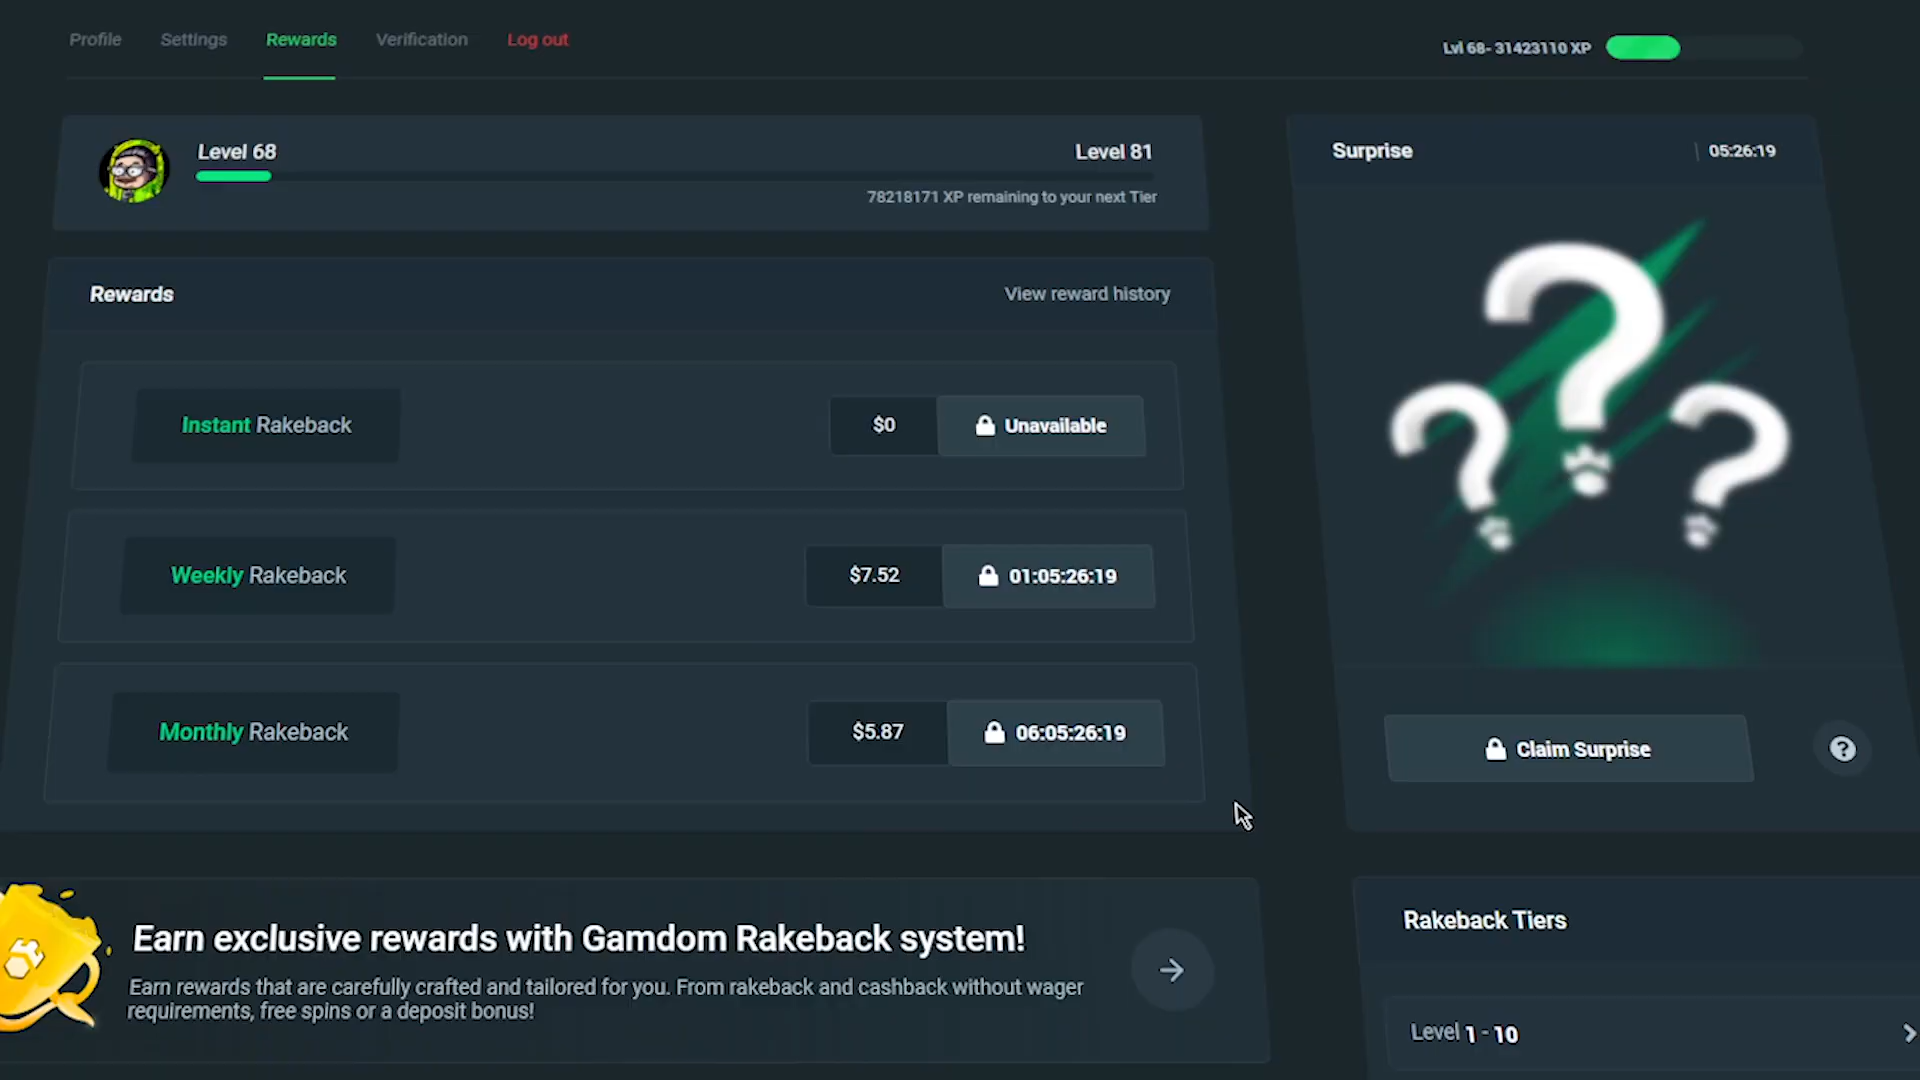 Profile
Settings
Rewards
Verification
Log out
Lvl 68- 31423110 XP
Level 68
Level 81
78218171 XP remaining to your next Tier
Surprise
05:26:19
Rewards
View reward history
Instant Rakeback
$0
Unavailable
Weekly Rakeback
$7.52
01:05:26:19
Monthly Rakeback
$5.87
06:05:26:19
Claim Surprise
?
Earn exclusive rewards with Gamdom Rakeback system!
Earn rewards that are carefully crafted and tailored for you. From rakeback and cashback without wager
requirements, free spins or a deposit bonus!
Rakeback Tiers
Level 1 - 10